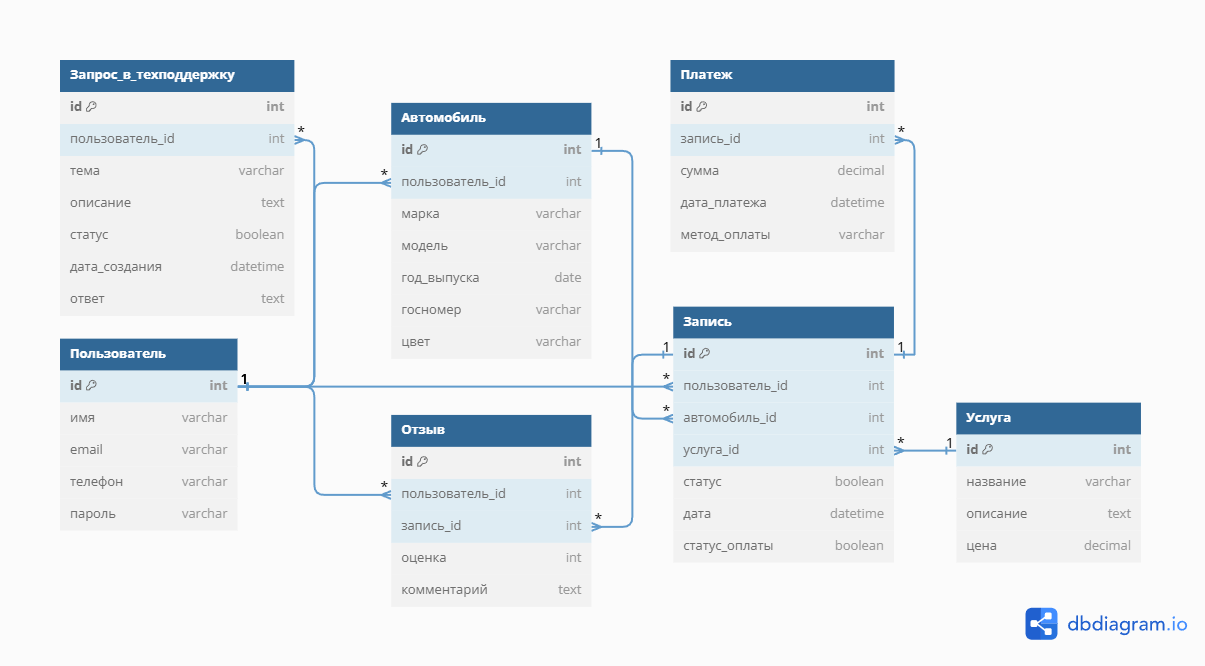 Запрос_в_техподдержку
id int
пользователь_id int *
тема varchar
описание text
статус boolean
дата_создания datetime
ответ text
Пользователь
id int 1
имя varchar
email varchar
телефон varchar
пароль varchar
Автомобиль
id int 1
* пользователь_id int
марка varchar
модель varchar
год_выпуска date
госномер varchar
цвет varchar
Отзыв
id int
* пользователь_id int
запись_id int *
оценка int
комментарий text
Платеж
id int
запись_id int *
сумма decimal
дата_платежа datetime
метод_оплаты varchar
Запись
1 id int 1
* пользователь_id int
* автомобиль_id int
услуга_id int *
статус boolean
дата datetime
статус_оплаты boolean
Услуга
1 id int
название varchar
описание text
цена decimal
dbdiagram.io